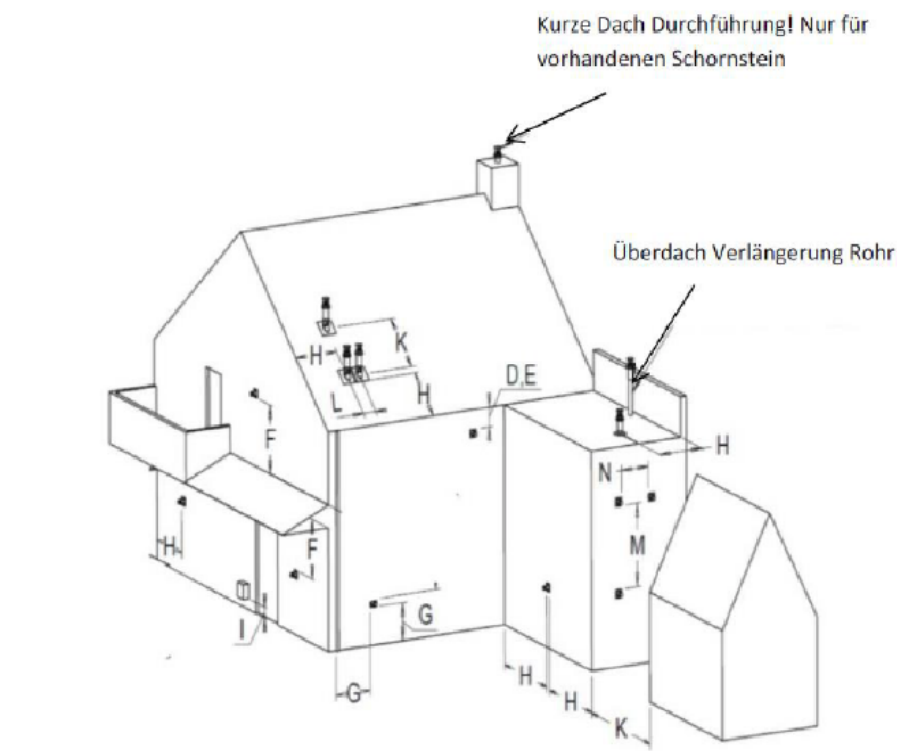 Kurze Dach Durchführung! Nur für
vorhandenen Schornstein
Überdach Verlängerung Rohr
K
H
D,E
L
H
F
H
N
F
M
H
G
I
G
H
H
K